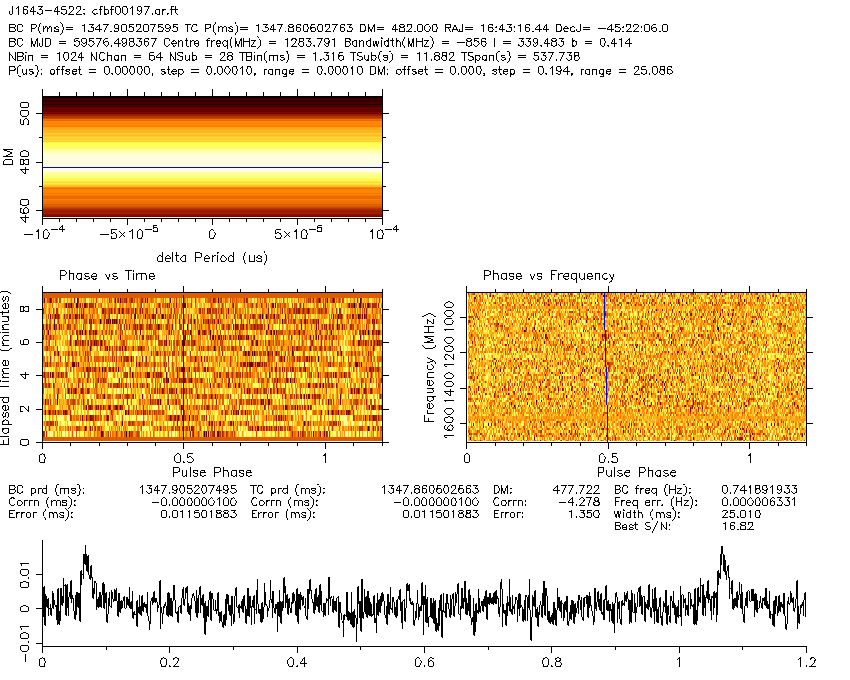 J1643-4522: cfbf00197.ar.ft
BC P(ms)= 1347.905207595 TC P(ms)= 1347.860602763 DM= 482.000 RAJ= 16:43:16.44 DecJ= -45:22:06.0
BC MJD = 59576.498367 Centre freq(MHz) = 1283.791 Bandwidth(MHz) = -856 l = 339.483 b = 0.414
NBin = 1024 NChan = 64 NSub = 28 TBin(ms) = 1.316 TSub(s) = 11.882 TSpan(s) = 537.738
P(us): offset = 0.00000, step = 0.00010, range = 0.00010 DM: offset = 0.000, step = 0.194, range = 25.086
DM
500
480
460
-10⁻⁴ -5×10⁻⁵ 0 5×10⁻⁵ 10⁻⁴
delta Period (us)
Phase vs Time
Elapsed Time (minutes)
8
6
4
2
0
0 0.5 1
Pulse Phase
Phase vs Frequency
Frequency (MHz)
1000
1200
1400
1600
0 0.5 1
Pulse Phase
BC prd (ms): 1347.905207495 TC prd (ms): 1347.860602663 DM: 477.722 BC freq (Hz): 0.741891933
Corrn (ms): -0.000000100 Corrn (ms): -0.000000100 Corrn: -4.278 Freq err. (Hz): 0.000006331
Error (ms): 0.011501883 Error (ms): 0.011501883 Error: 1.350 Width (ms): 25.010
Best S/N: 16.82
0.01
0
-0.01
0 0.2 0.4 0.6 0.8 1 1.2